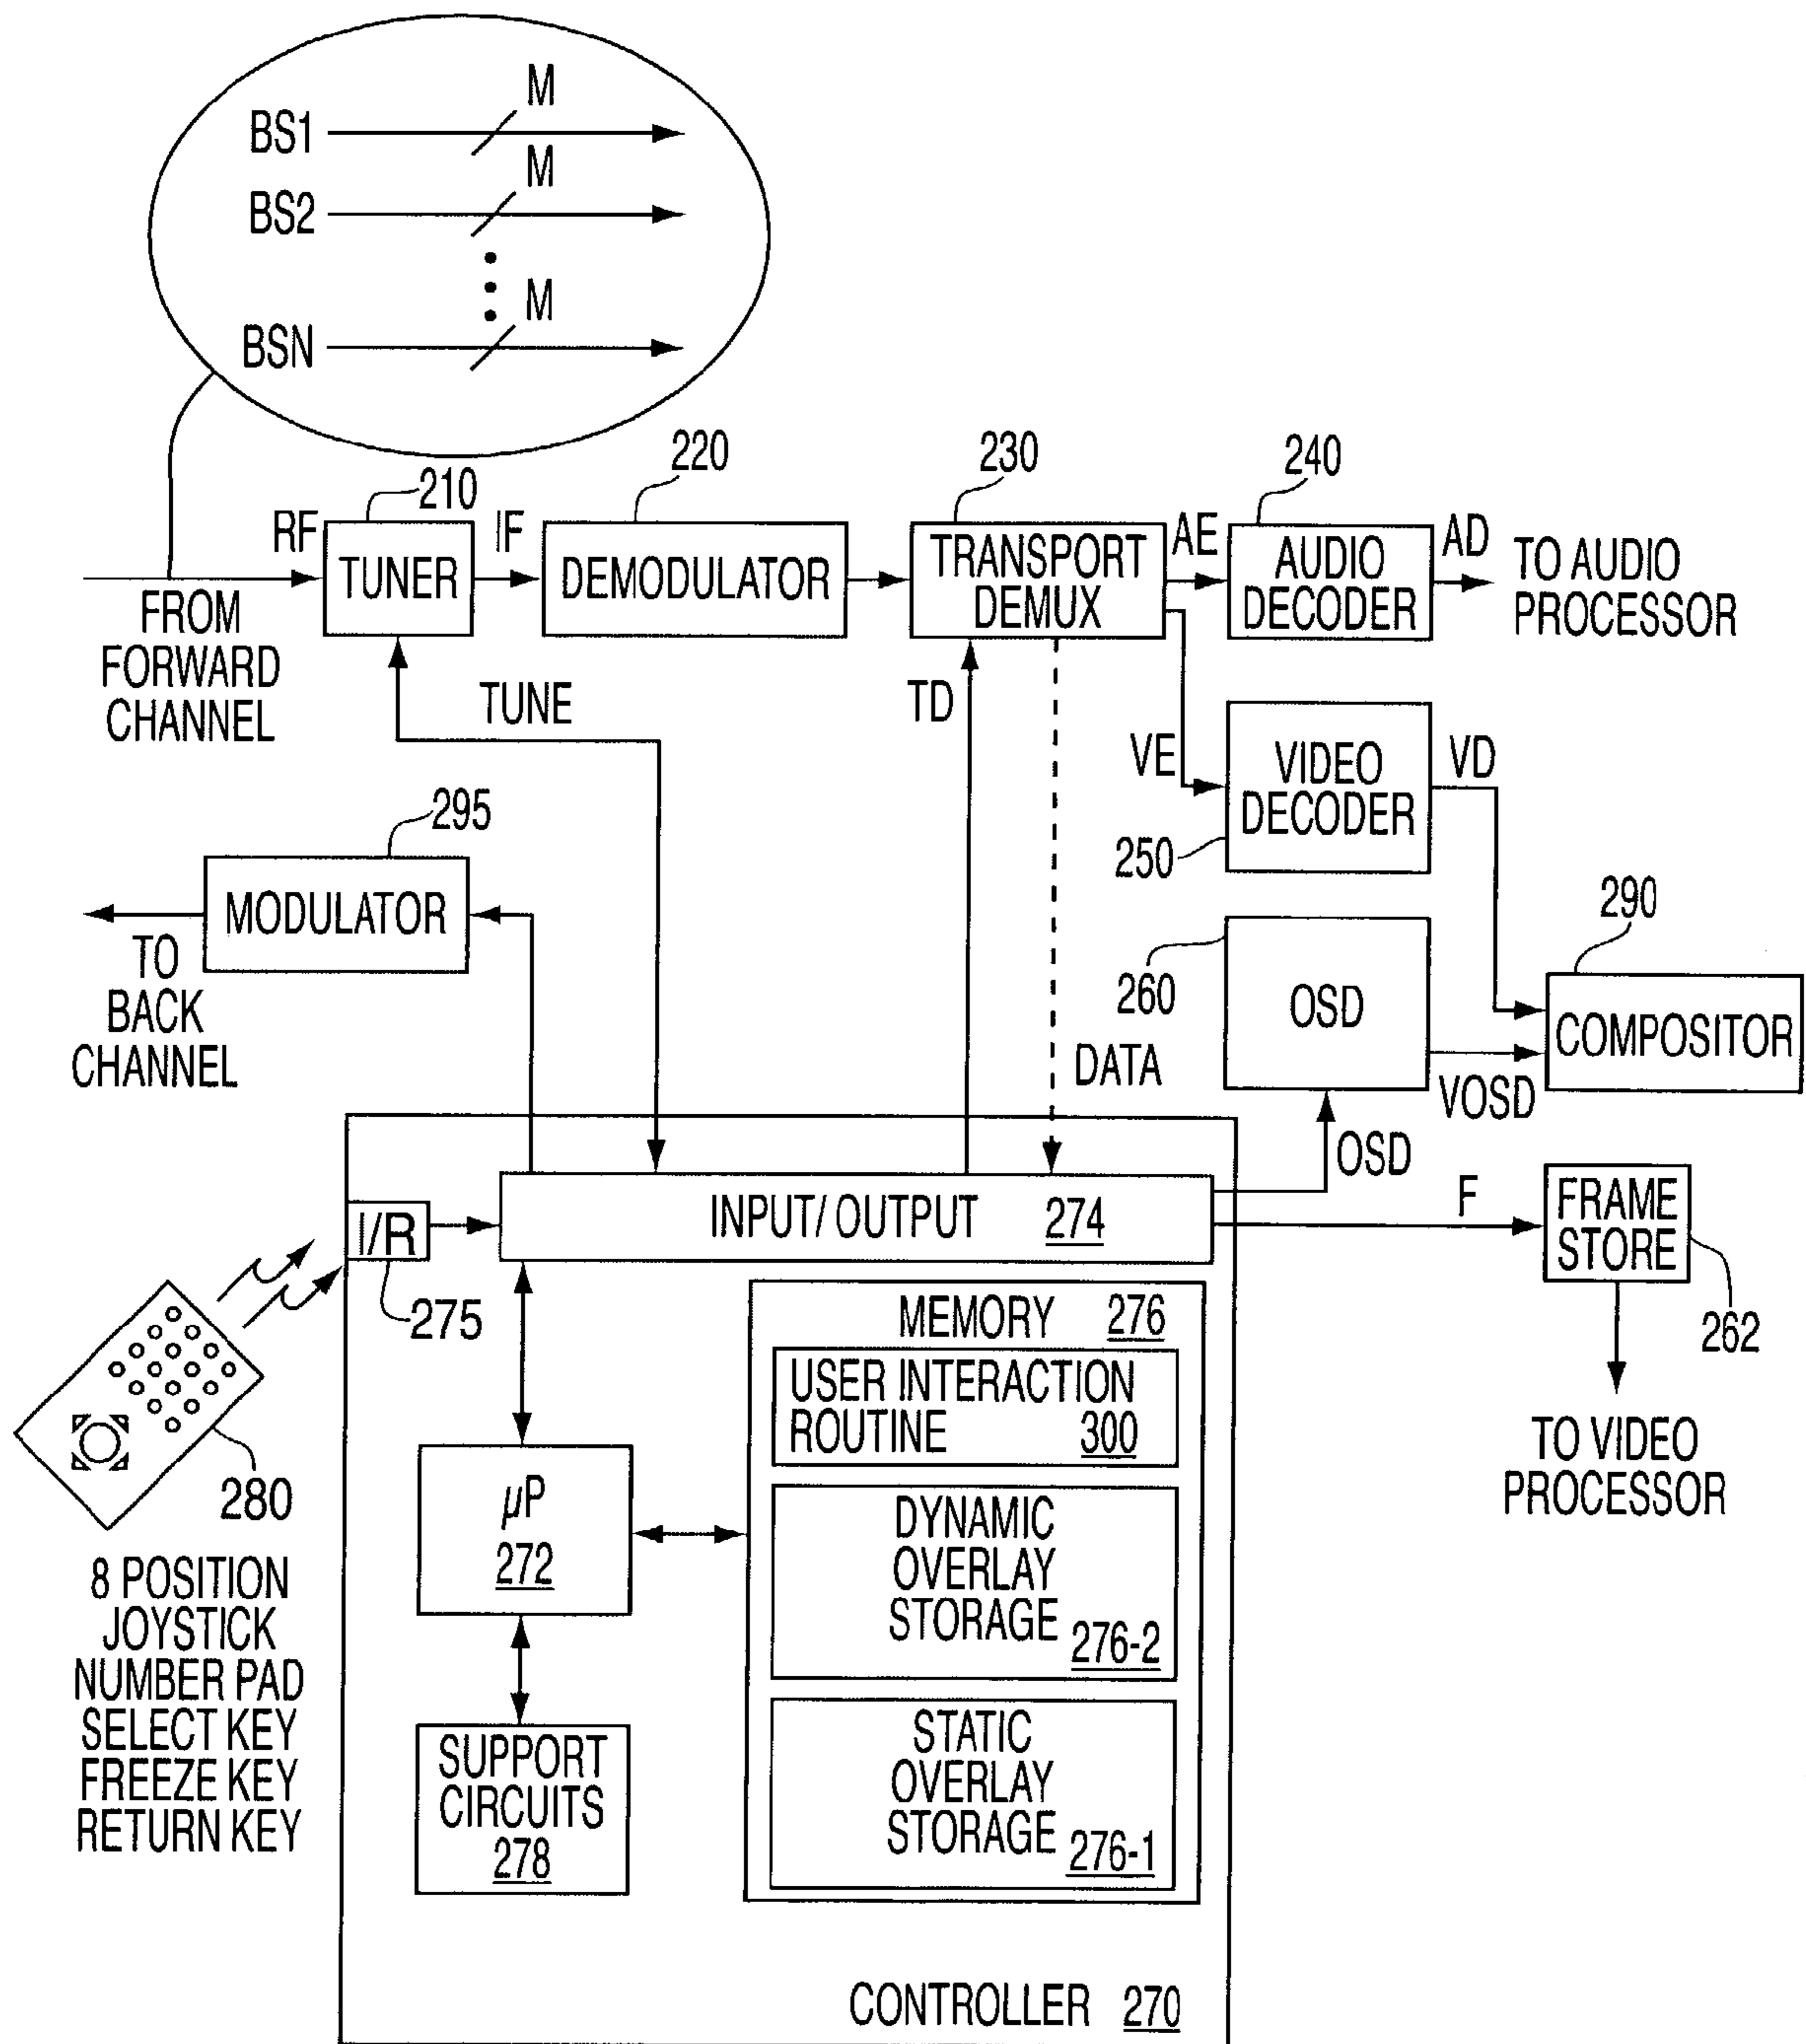 M
BS1
M
BS2
M
BSN
220
230
240
210
RF
IF
AE
AD
TUNER
DEMODULATOR
TRANSPORT
DEMUX
AUDIO
DECODER
TO AUDIO
PROCESSOR
FROM
FORWARD
CHANNEL
TUNE
TD
VE
VIDEO
DECODER
VD
250
295
MODULATOR
290
TO
BACK
CHANNEL
260
OSD
COMPOSITOR
DATA
VOSD
OSD
INPUT/OUTPUT 274
F
FRAME
STORE
I/R
275
262
MEMORY 276
USER INTERACTION
ROUTINE 300
TO VIDEO
PROCESSOR
280
µP
272
DYNAMIC
OVERLAY
STORAGE
276-2
8 POSITION
JOYSTICK
NUMBER PAD
SELECT KEY
FREEZE KEY
RETURN KEY
SUPPORT
CIRCUITS
278
STATIC
OVERLAY
STORAGE
276-1
CONTROLLER 270